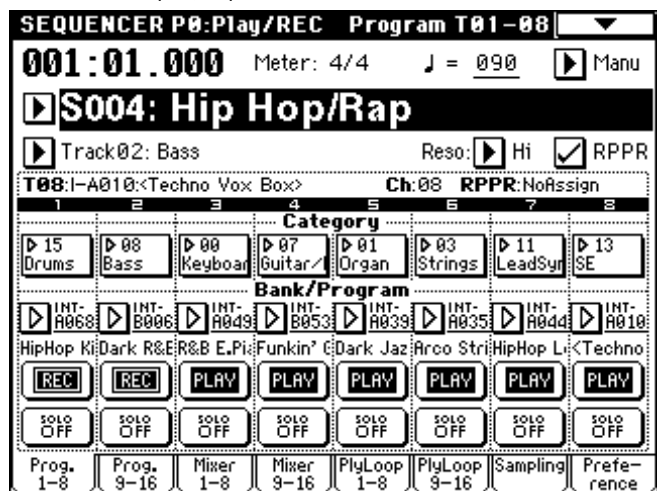 SEQUENCER P0:Play/REC Program T01-08
001:01.000 Meter: 4/4 ♩ = 090 Manu
S004: Hip Hop/Rap
Track02: Bass Reso: Hi RPPR
T08:I-A010:<Techno Vox Box> Ch:08 RPPR:NoAssign
1 2 3 4 5 6 7 8
Category
15 08 00 07 01 03 11 13
Drums Bass Keyboar Guitar/ Organ Strings LeadSyn SE
Bank/Program
INT- INT- INT- INT- INT- INT- INT- INT-
A068 B006 A049 B053 A039 A035 A044 A010
HipHop Ki Dark R&B R&B E.Pia Funkin' G Dark Jaz Arco Stri HipHop L <Techno
REC REC PLAY PLAY PLAY PLAY PLAY PLAY
SOLO SOLO SOLO SOLO SOLO SOLO SOLO SOLO
OFF OFF OFF OFF OFF OFF OFF OFF
Prog. Prog. Mixer Mixer PlyLoop PlyLoop Sampling Prefe-
1-8 9-16 1-8 9-16 1-8 9-16 rence